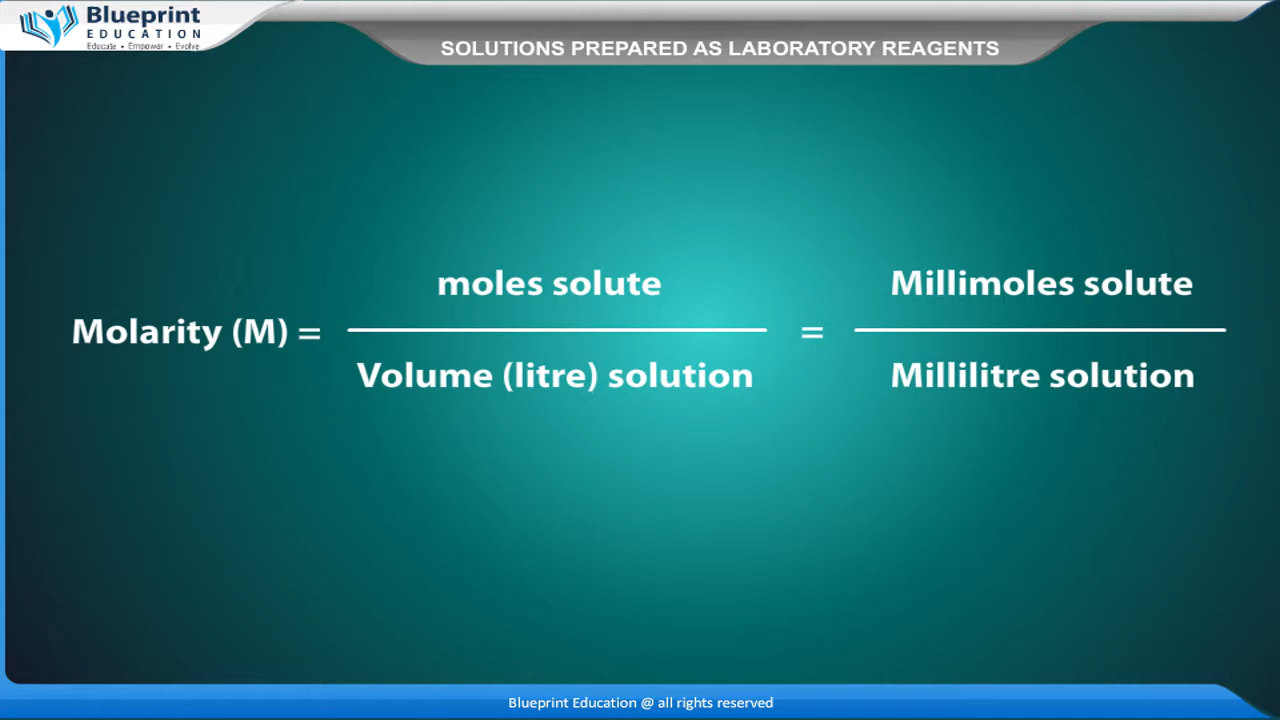 Blueprint
EDUCATION
Educate • Empower • Evolve
SOLUTIONS PREPARED AS LABORATORY REAGENTS
Molarity (M) = moles solute / Volume (litre) solution = Millimoles solute / Millilitre solution
Blueprint Education @ all rights reserved